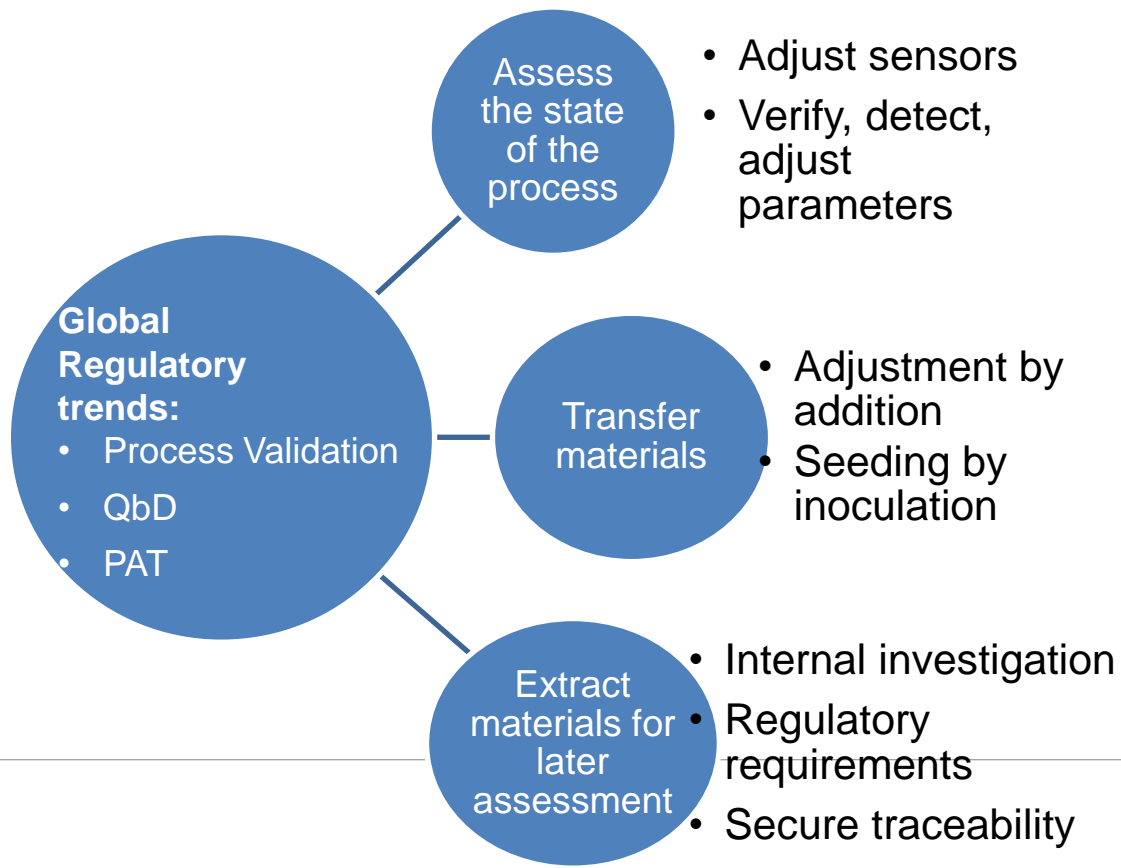 Assess
the state
of the
process
• Adjust sensors
• Verify, detect,
adjust
parameters
Global
Regulatory
trends:
• Process Validation
• QbD
• PAT
Transfer
materials
• Adjustment by
addition
• Seeding by
inoculation
Extract
materials for
later
assessment
• Internal investigation
• Regulatory
requirements
• Secure traceability